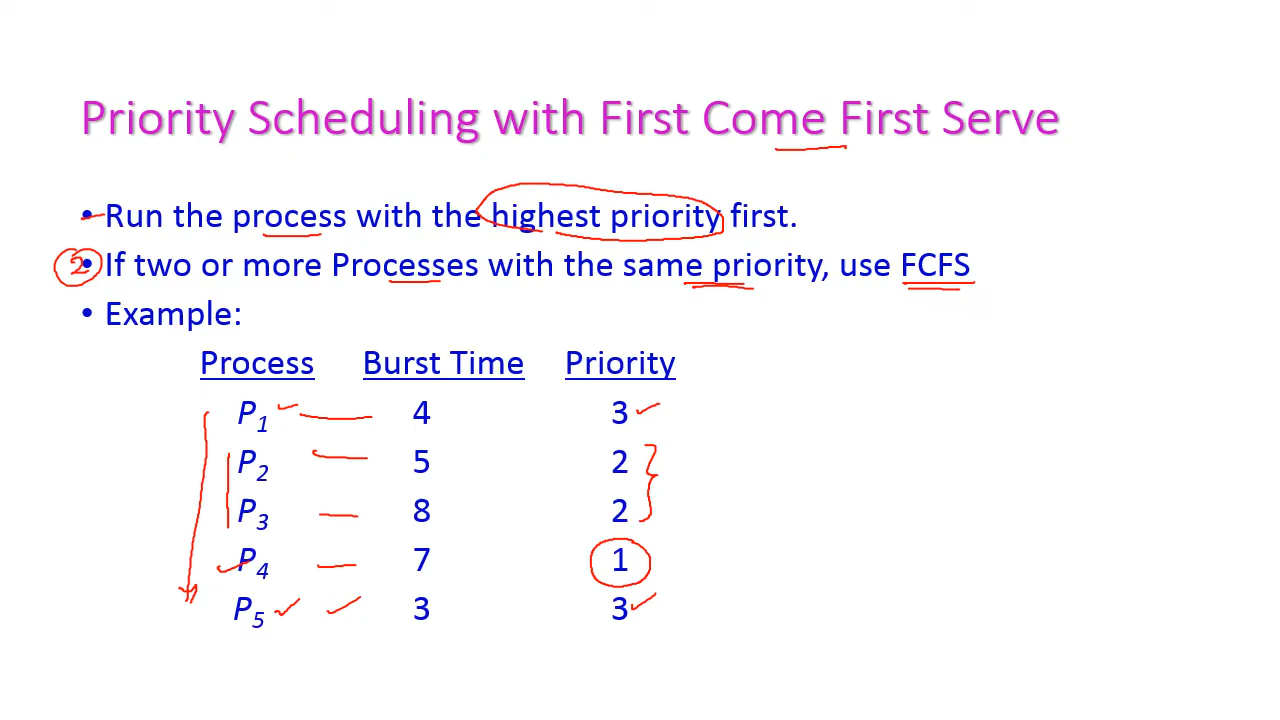 Priority Scheduling with First Come First Serve
• Run the process with the highest priority first.
2 • If two or more Processes with the same priority, use FCFS
• Example:
Process Burst Time Priority
P1 4 3
P2 5 2
P3 8 2
P4 7 1
P5 3 3